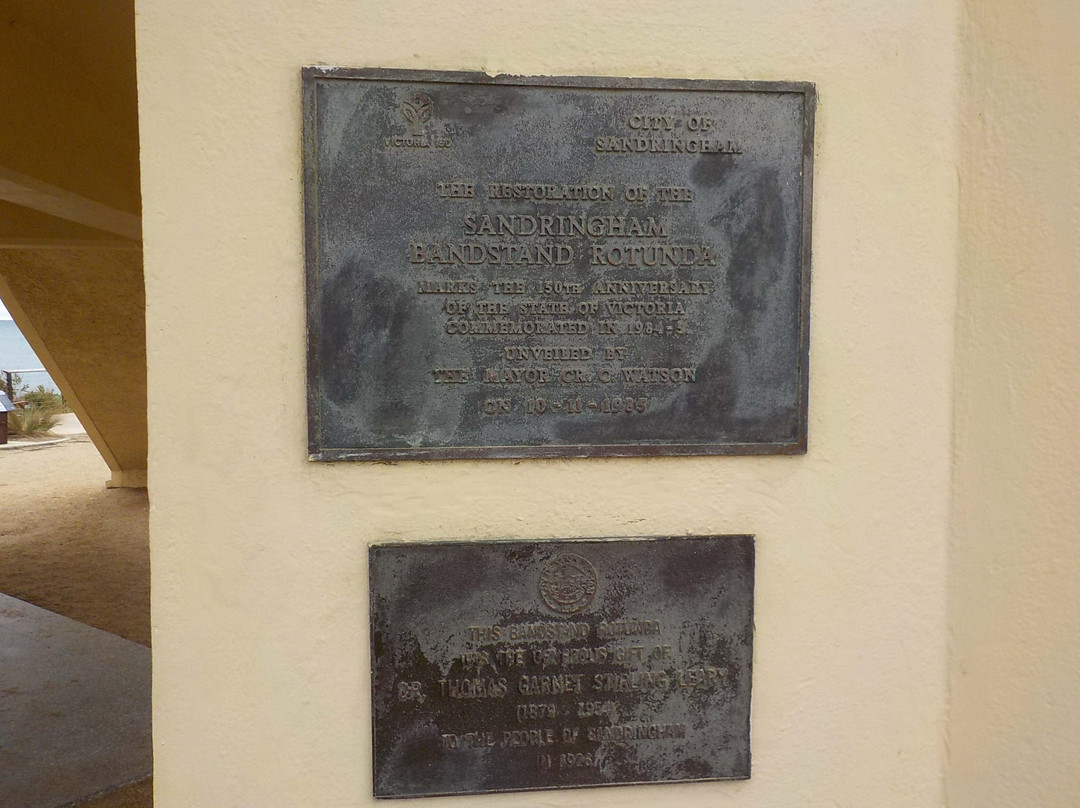 VICTORIA 150
CITY OF
SANDRINGHAM
THE RESTORATION OF THE
SANDRINGHAM
BANDSTAND ROTUNDA
MARKS THE 150TH ANNIVERSARY
OF THE STATE OF VICTORIA
COMMEMORATED IN 1984-5
UNVEILED BY
THE MAYOR CR. C. WATSON
ON 10-11-1985
THIS BANDSTAND ROTUNDA
WAS THE GENEROUS GIFT OF
CR. THOMAS GARNET STIRLING LEARY
(1879 - 1954)
TO THE PEOPLE OF SANDRINGHAM
IN 1926